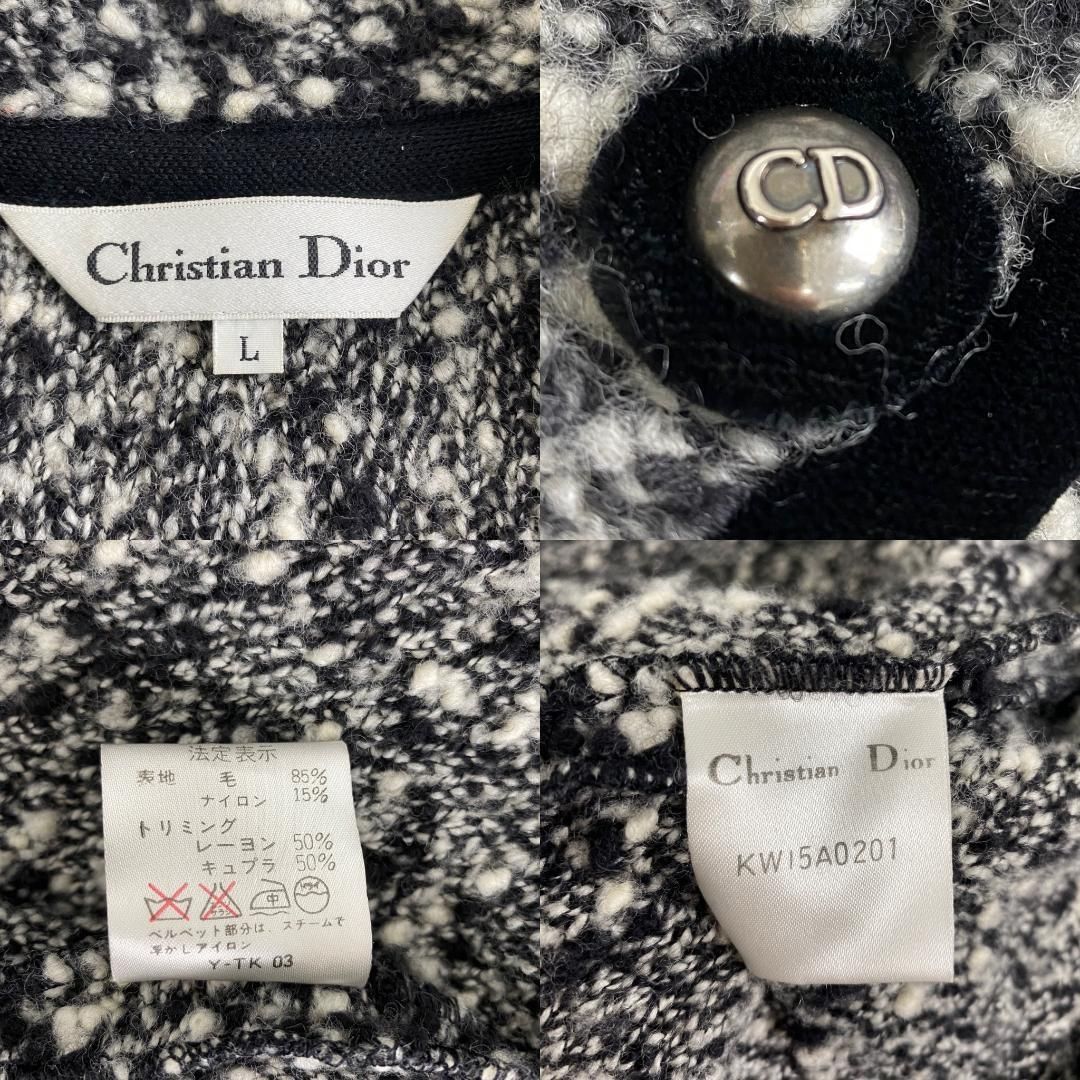 Christian Dior
L
CD
法定表示
表地 毛 85%
ナイロン 15%
トリミング
レーヨン 50%
キュプラ 50%
中
ドライ
ベルベット部分は、スチームで
浮かしアイロン
Y-TK 03
Christian Dior
KW15A0201